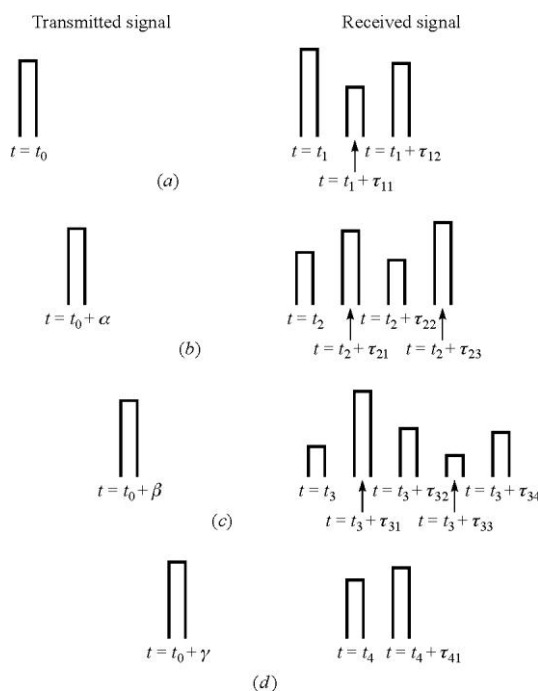 Transmitted signal Received signal
t = t₀ t = t₁ t = t₁ + τ₁₂
t = t₁ + τ₁₁
(a)
t = t₀ + α t = t₂ t = t₂ + τ₂₂
t = t₂ + τ₂₁ t = t₂ + τ₂₃
(b)
t = t₀ + β t = t₃ t = t₃ + τ₃₂ t = t₃ + τ₃₄
t = t₃ + τ₃₁ t = t₃ + τ₃₃
(c)
t = t₀ + γ t = t₄ t = t₄ + τ₄₁
(d)